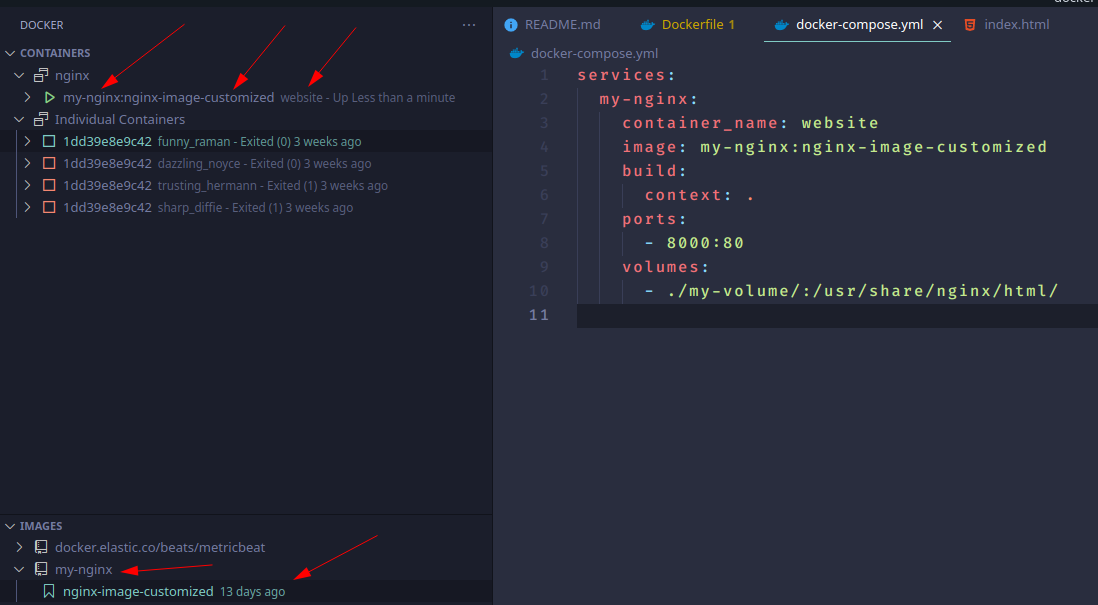 DOCKER
CONTAINERS
nginx
my-nginx:nginx-image-customized website - Up Less than a minute
Individual Containers
1dd39e8e9c42 funny_raman - Exited (0) 3 weeks ago
1dd39e8e9c42 dazzling_noyce - Exited (0) 3 weeks ago
1dd39e8e9c42 trusting_hermann - Exited (1) 3 weeks ago
1dd39e8e9c42 sharp_diffie - Exited (1) 3 weeks ago
IMAGES
docker.elastic.co/beats/metricbeat
my-nginx
nginx-image-customized 13 days ago
README.md Dockerfile 1 docker-compose.yml index.html
docker-compose.yml
1 services:
2 my-nginx:
3 container_name: website
4 image: my-nginx:nginx-image-customized
5 build:
6 context: .
7 ports:
8 - 8000:80
9 volumes:
10 - ./my-volume/:/usr/share/nginx/html/
11